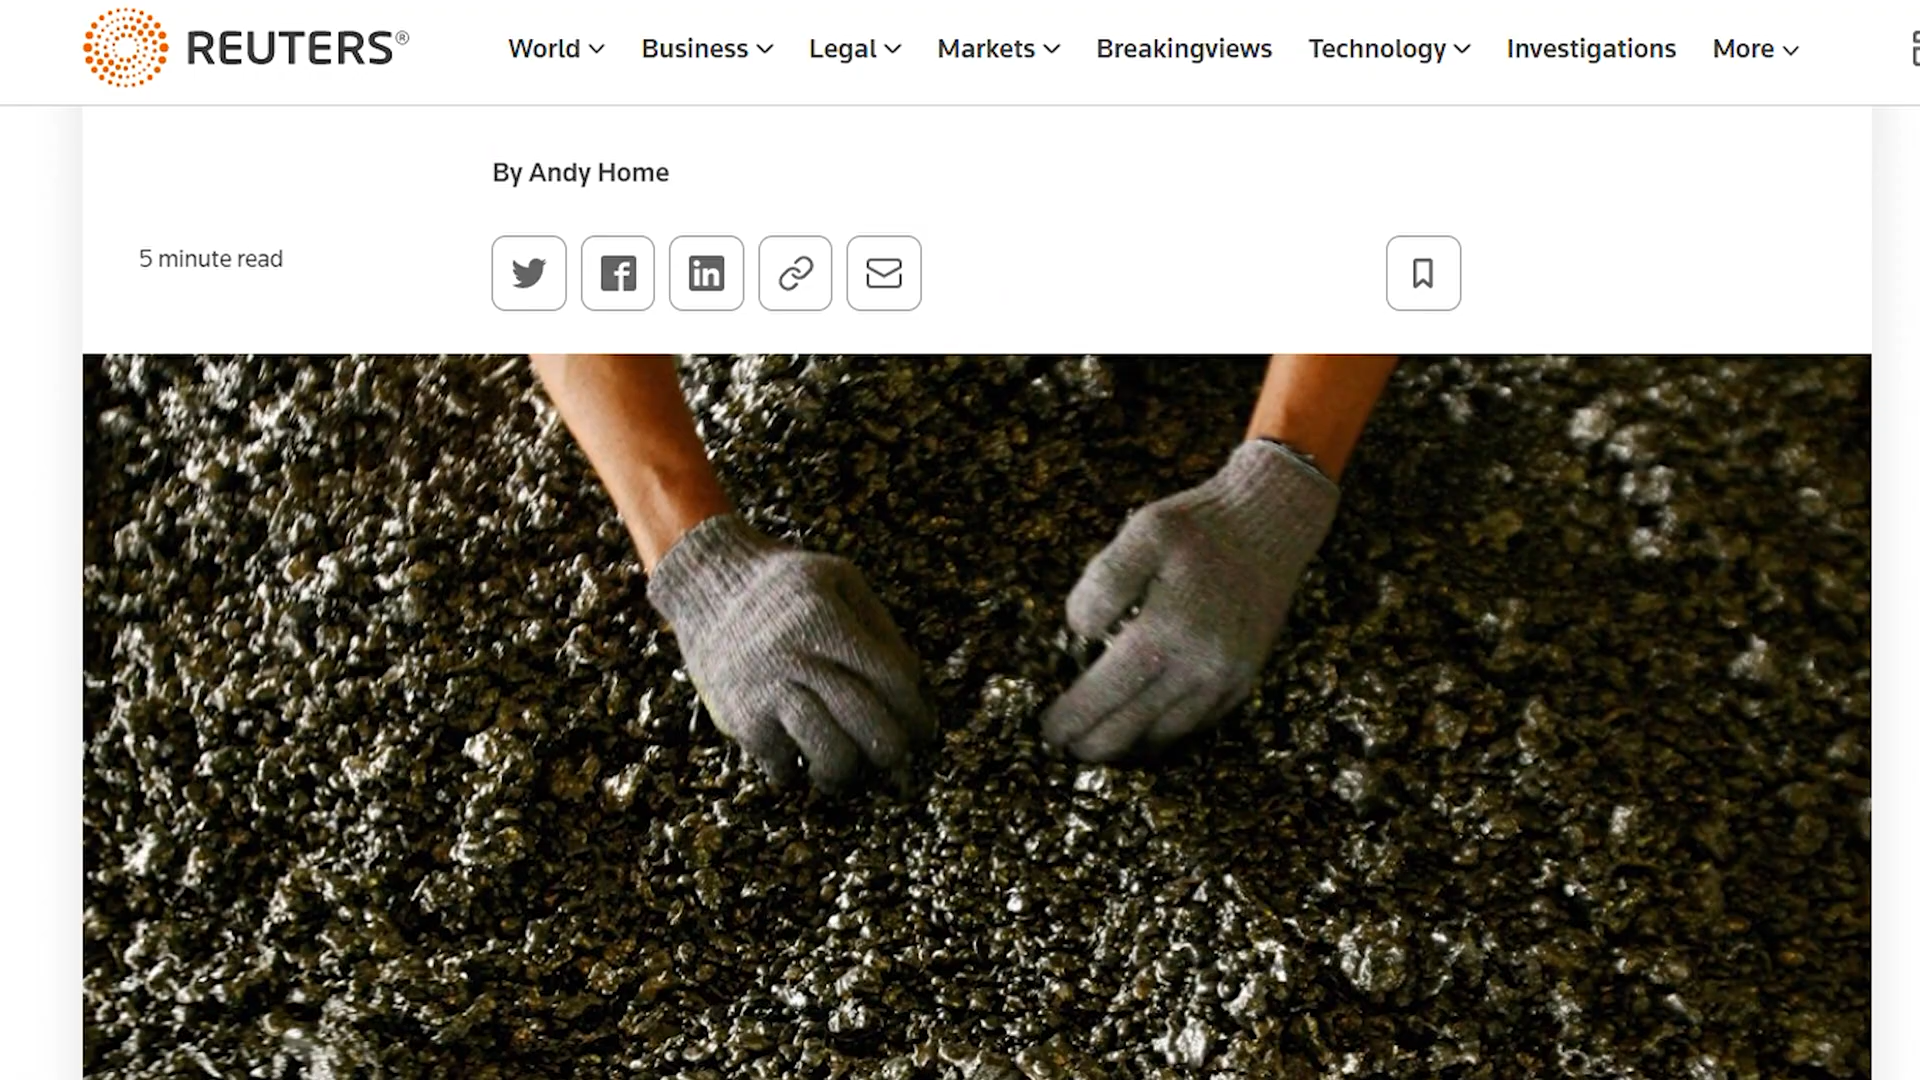 REUTERS®
World Business Legal Markets Breakingviews Technology Investigations More
By Andy Home
5 minute read